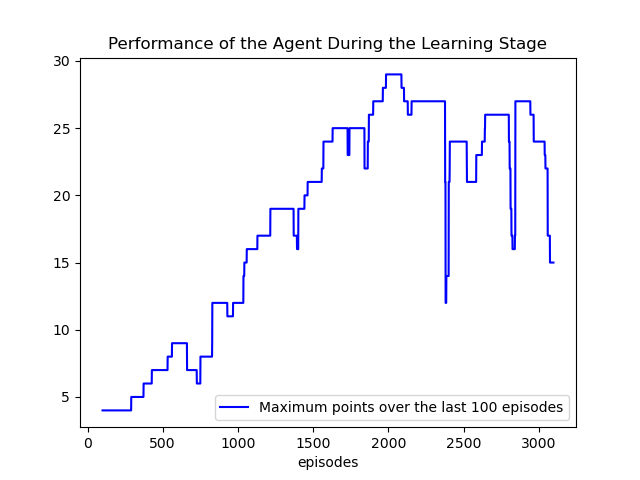 Performance of the Agent During the Learning Stage
30
25
20
15
10
5
Maximum points over the last 100 episodes
0 500 1000 1500 2000 2500 3000
episodes